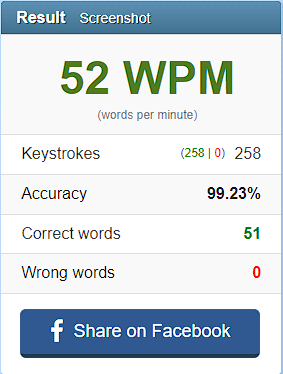 Result Screenshot
52 WPM
(words per minute)
Keystrokes (258 | 0) 258
Accuracy 99.23%
Correct words 51
Wrong words 0
Share on Facebook